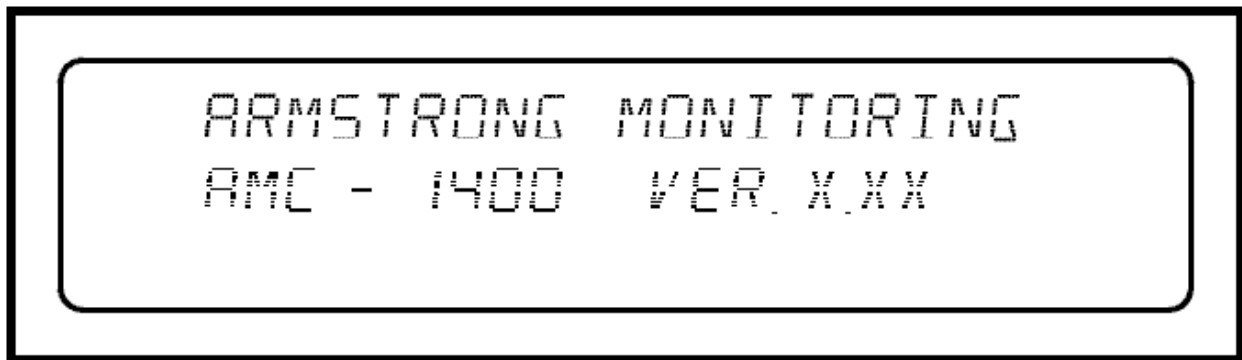 ARMSTRONG MONITORING
AMC - 1400 VER. X.XX